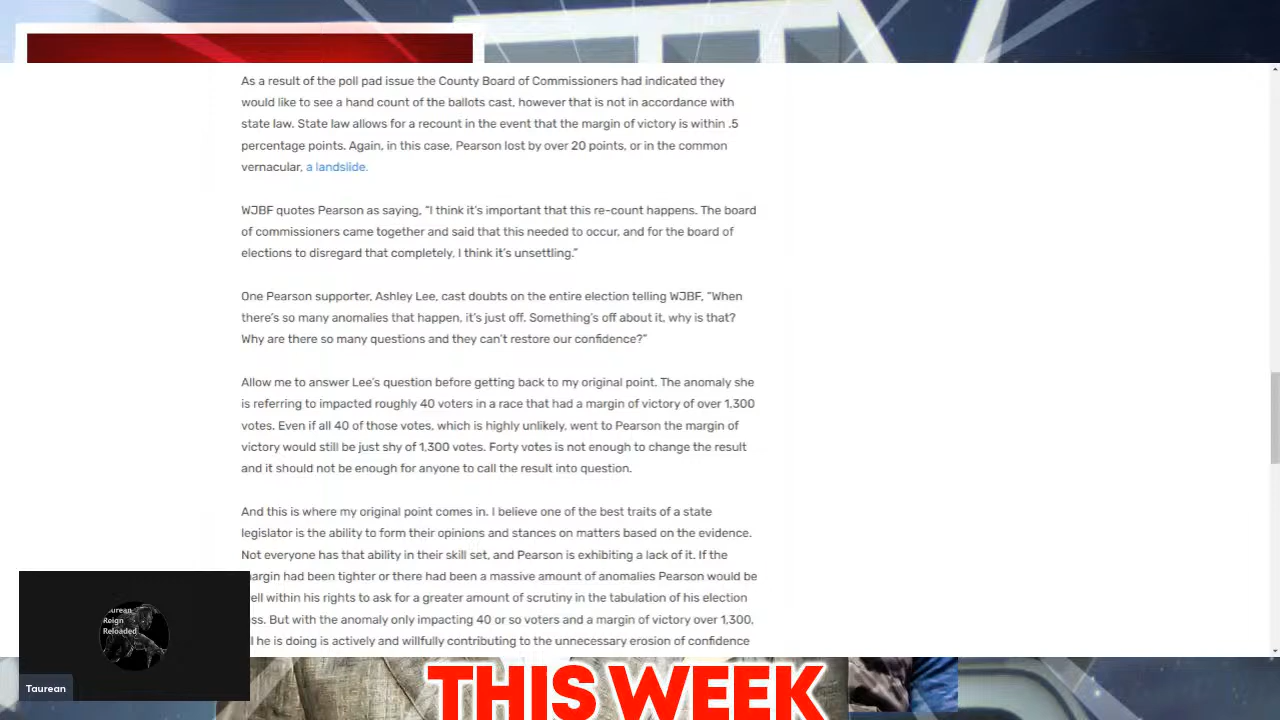 As a result of the poll pad issue the County Board of Commissioners had indicated they
would like to see a hand count of the ballots cast, however that is not in accordance with
state law. State law allows for a recount in the event that the margin of victory is within .5
percentage points. Again, in this case, Pearson lost by over 20 points, or in the common
vernacular, a landslide.
WJBF quotes Pearson as saying, “I think it’s important that this re-count happens. The board
of commissioners came together and said that this needed to occur, and for the board of
elections to disregard that completely, I think it’s unsettling.”
One Pearson supporter, Ashley Lee, cast doubts on the entire election telling WJBF, “When
there’s so many anomalies that happen, it’s just off. Something’s off about it, why is that?
Why are there so many questions and they can’t restore our confidence?”
Allow me to answer Lee’s question before getting back to my original point. The anomaly she
is referring to impacted roughly 40 voters in a race that had a margin of victory of over 1,300
votes. Even if all 40 of those votes, which is highly unlikely, went to Pearson the margin of
victory would still be just shy of 1,300 votes. Forty votes is not enough to change the result
and it should not be enough for anyone to call the result into question.
And this is where my original point comes in. I believe one of the best traits of a state
legislator is the ability to form their opinions and stances on matters based on the evidence.
Not everyone has that ability in their skill set, and Pearson is exhibiting a lack of it. If the
argin had been tighter or there had been a massive amount of anomalies Pearson would be
ell within his rights to ask for a greater amount of scrutiny in the tabulation of his election
ss. But with the anomaly only impacting 40 or so voters and a margin of victory over 1,300,
l he is doing is actively and willfully contributing to the unnecessary erosion of confidence
aurean
Reign
Reloaded
Taurean
THIS WEEK